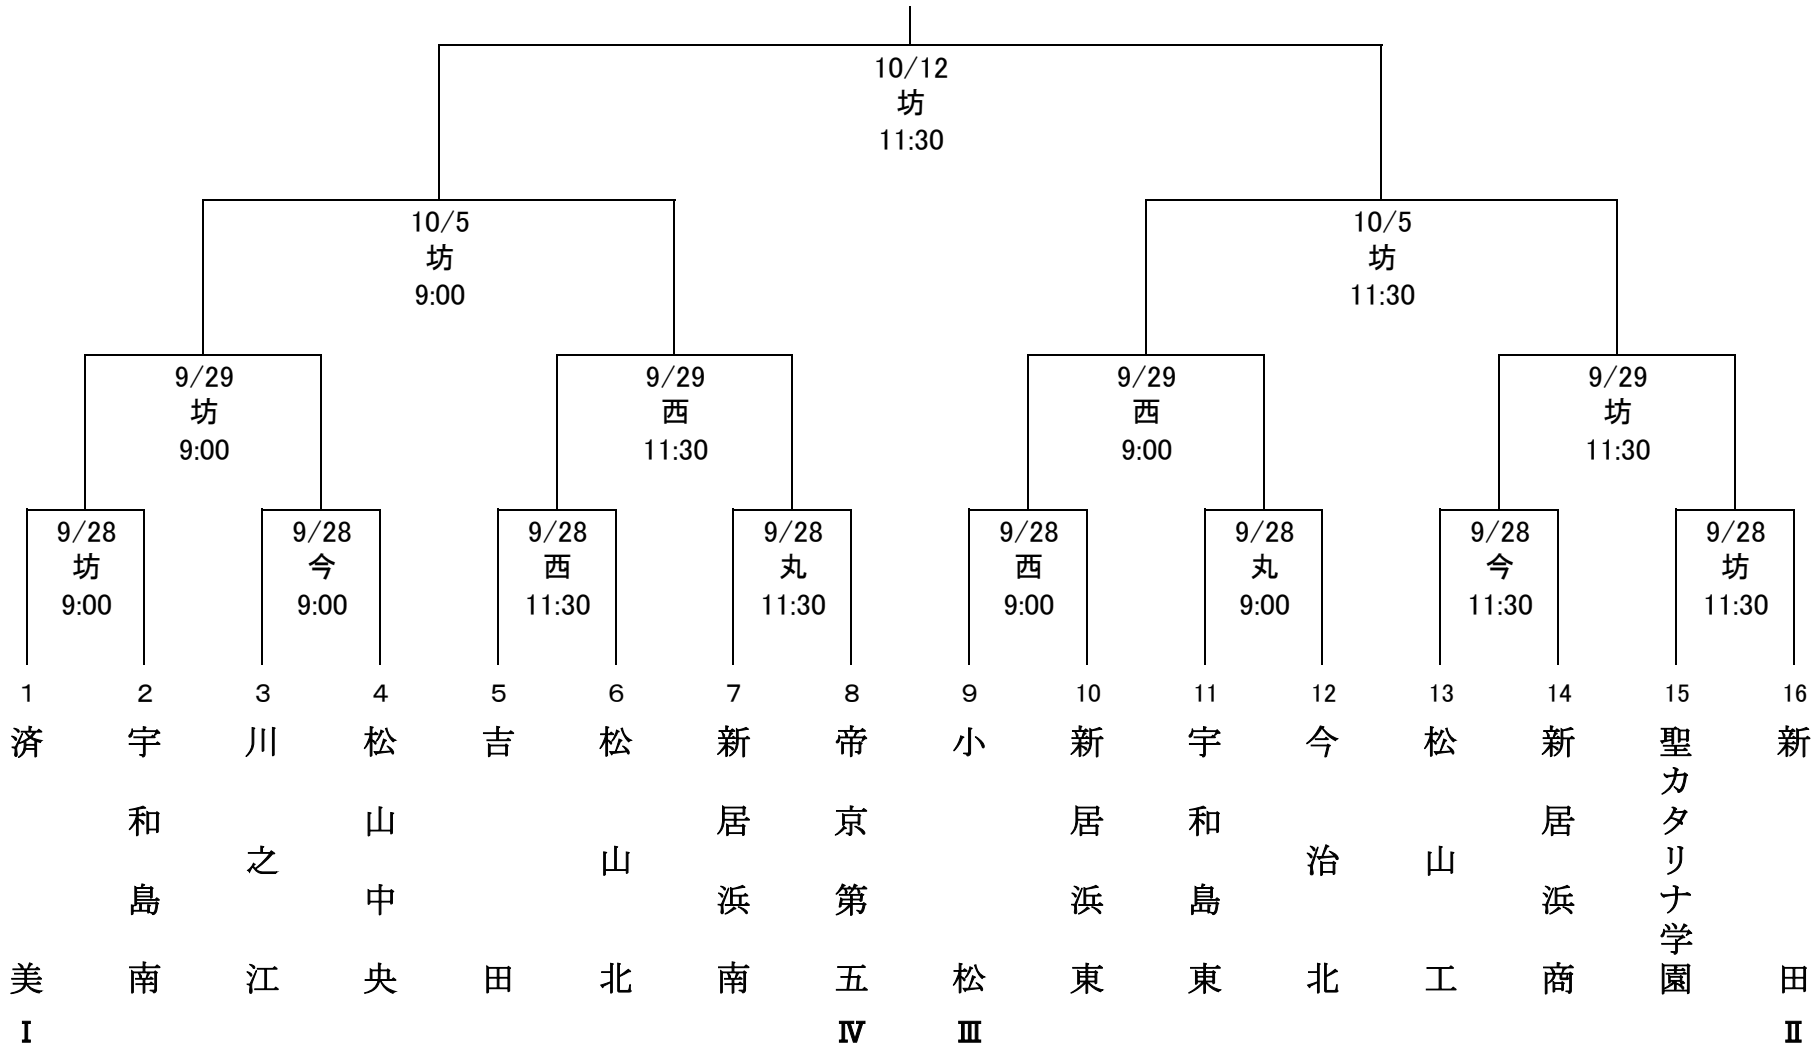 10/12
坊
11:30
10/5
坊
9:00
10/5
坊
11:30
9/29
坊
9:00
9/29
西
11:30
9/29
西
9:00
9/29
坊
11:30
9/28
坊
9:00
9/28
今
9:00
9/28
西
11:30
9/28
丸
11:30
9/28
西
9:00
9/28
丸
9:00
9/28
今
11:30
9/28
坊
11:30
1
済美
Ⅰ
2
宇和島南
3
川之江
4
松山中央
5
吉田
6
松山北
7
新居浜南
8
帝京第五
Ⅳ
9
小松
Ⅲ
10
新居浜東
11
宇和島東
12
今治北
13
松山工
14
新居浜商
15
聖カタリナ学園
16
新田
Ⅱ